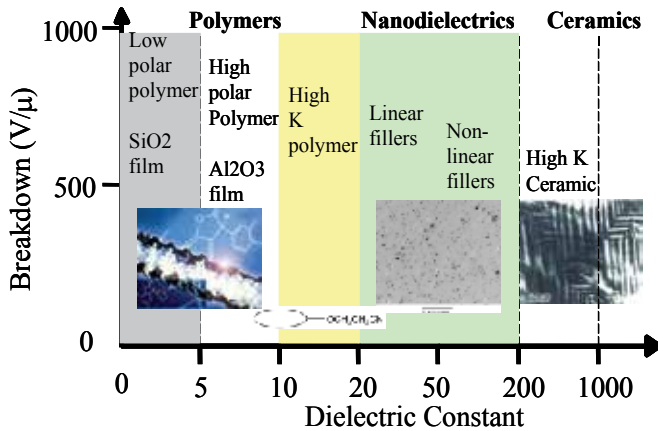 Polymers
Nanodielectrics
Ceramics
1000
500
0
Breakdown (V/μ)
Low
polar
polymer
SiO2
film
High
polar
Polymer
Al2O3
film
High
K
polymer
Linear
fillers
Non-
linear
fillers
High K
Ceramic
OCH₂CH₂CN
0 5 10 20 50 200 1000
Dielectric Constant